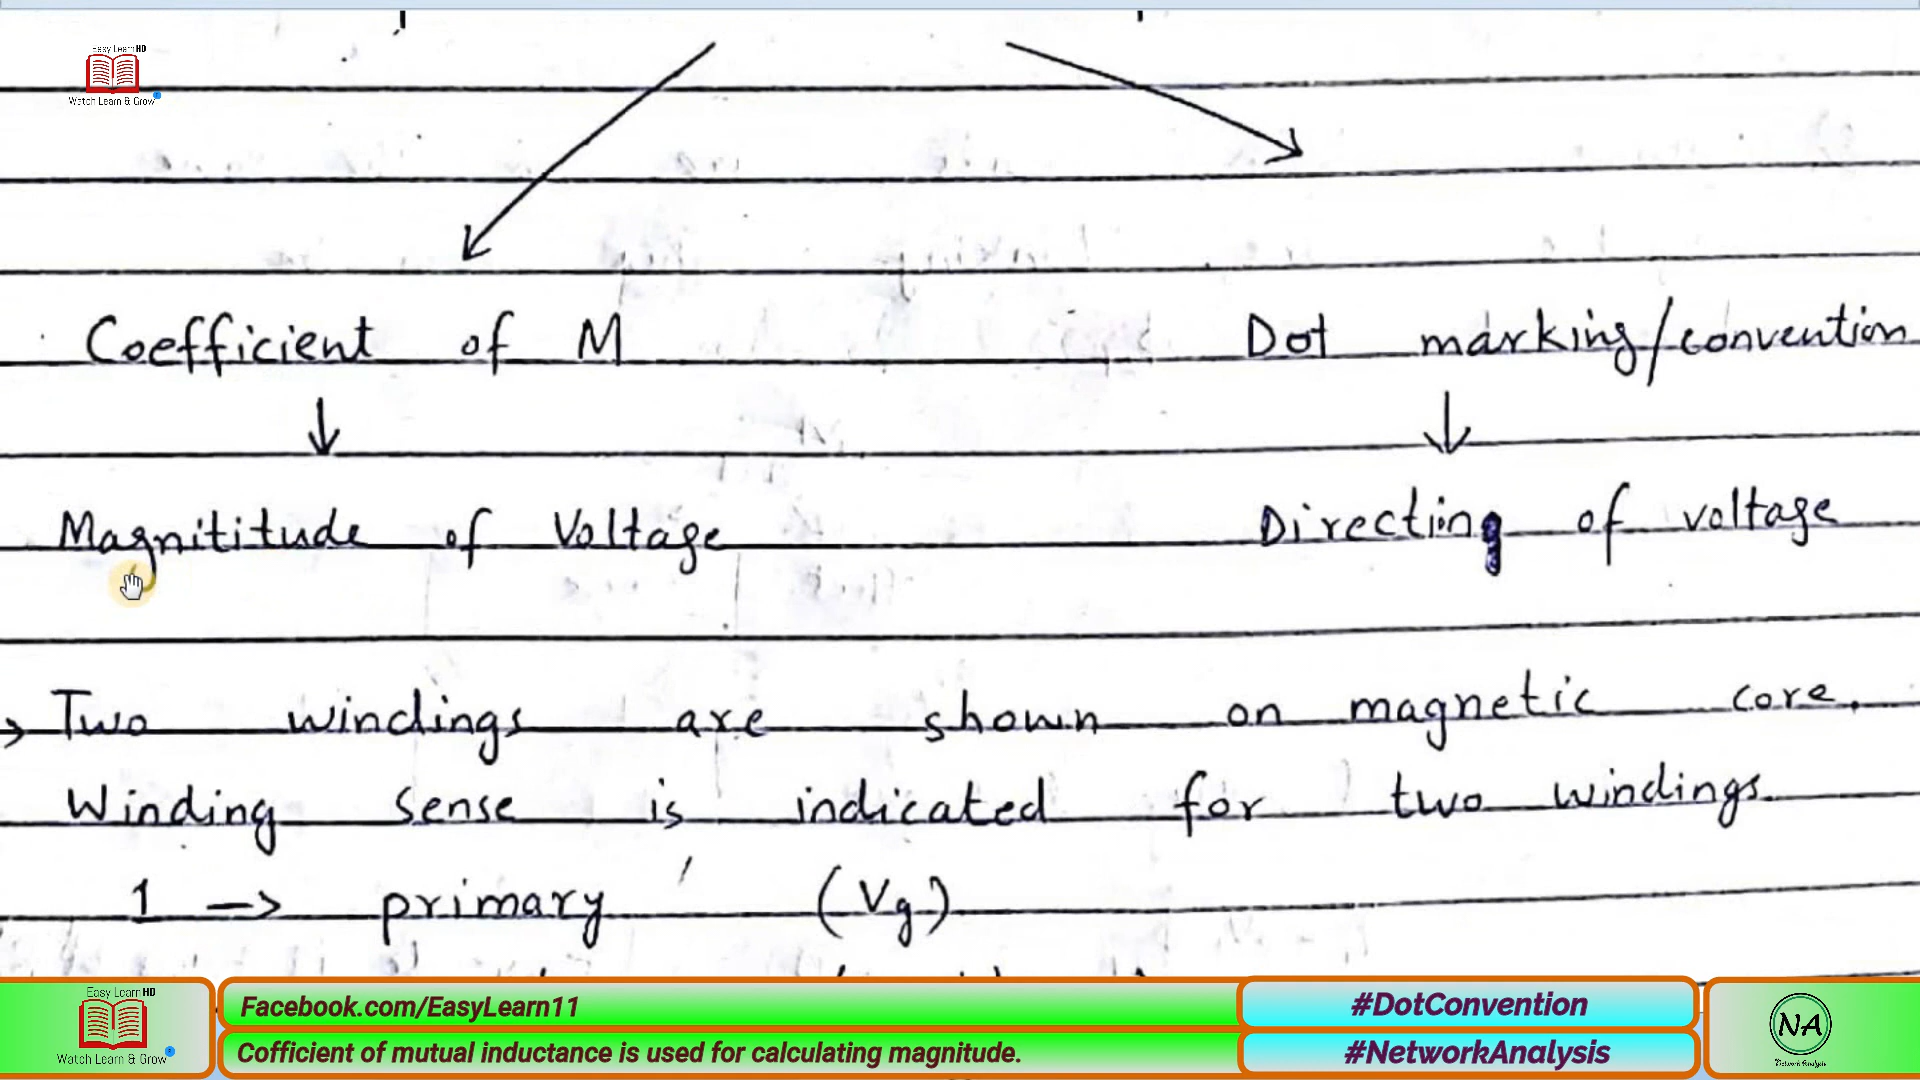 Easy Learn HD
Watch Learn & Grow
Coefficient of M
Dot marking/convention
Magnititude of Voltage
Directing of voltage
→ Two windings are shown on magnetic core.
Winding sense is indicated for two windings.
1 → primary (Vg)
Easy Learn HD
Watch Learn & Grow
Facebook.com/EasyLearn11
Cofficient of mutual inductance is used for calculating magnitude.
#DotConvention
#NetworkAnalysis
NA
Network Analysis